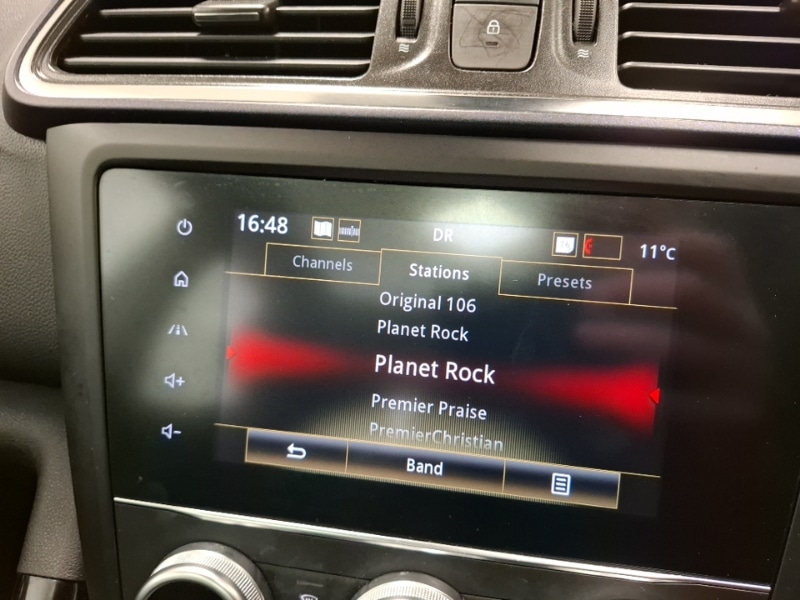 16:48 DR 11°C
Channels Stations Presets
Original 106
Planet Rock
Planet Rock
Premier Praise
PremierChristian
Band